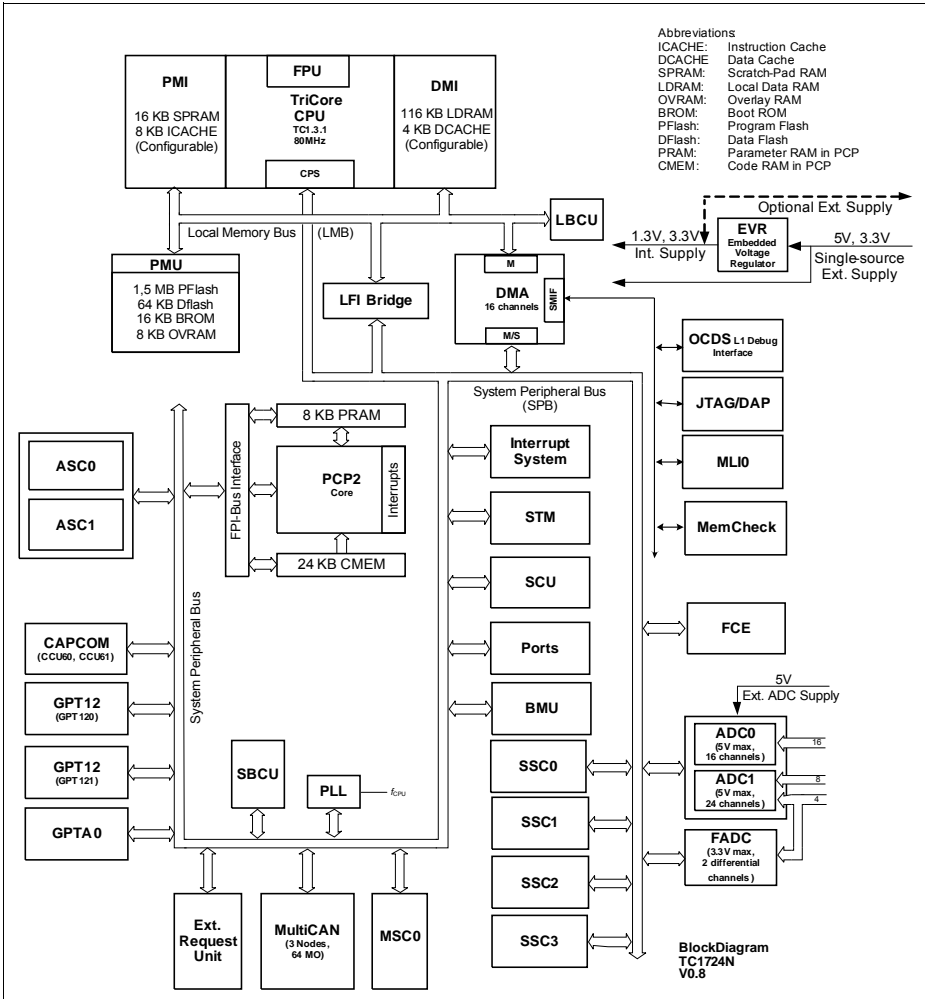 Abbreviations:
ICACHE: Instruction Cache
DCACHE Data Cache
SPRAM: Scratch-Pad RAM
LDRAM: Local Data RAM
OVRAM: Overlay RAM
BROM: Boot ROM
PFlash: Program Flash
DFlash: Data Flash
PRAM: Parameter RAM in PCP
CMEM: Code RAM in PCP
PMI
16 KB SPRAM
8 KB ICACHE
(Configurable)
FPU
TriCore
CPU
TC1.3.1
80MHz
CPS
DMI
116 KB LDRAM
4 KB DCACHE
(Configurable)
Local Memory Bus (LMB)
LBCU
Optional Ext. Supply
1.3V, 3.3V
Int. Supply
EVR
Embedded
Voltage
Regulator
5V, 3.3V
Single-source
Ext. Supply
PMU
1,5 MB PFlash
64 KB Dflash
16 KB BROM
8 KB OVRAM
LFI Bridge
M
DMA
16 channels
SMIF
M/S
OCDS L1 Debug
Interface
JTAG/DAP
MLI0
MemCheck
System Peripheral Bus
(SPB)
ASC0
ASC1
FPI-Bus Interface
8 KB PRAM
PCP2
Core
Interrupts
24 KB CMEM
Interrupt
System
STM
SCU
Ports
BMU
FCE
System Peripheral Bus
CAPCOM
(CCU60, CCU61)
GPT12
(GPT120)
GPT12
(GPT121)
GPTA0
SBCU
PLL
fCPU
SSC0
SSC1
SSC2
SSC3
5V
Ext. ADC Supply
ADC0
(5V max,
16 channels)
16
ADC1
(5V max,
24 channels)
8
4
FADC
(3.3V max,
2 differential
channels)
Ext.
Request
Unit
MultiCAN
(3 Nodes,
64 MO)
MSC0
BlockDiagram
TC1724N
V0.8